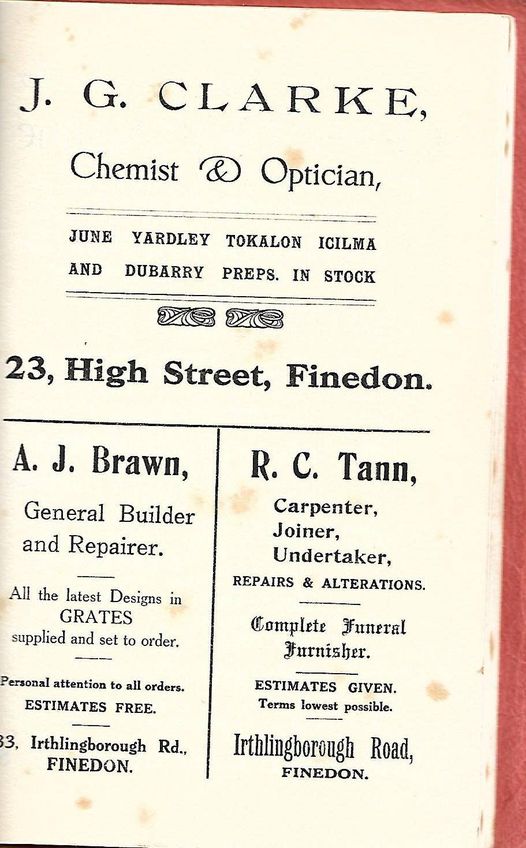 J. G. CLARKE,
Chemist & Optician,
JUNE YARDLEY TOKALON ICILMA
AND DUBARRY PREPS. IN STOCK
23, High Street, Finedon.
A. J. Brawn,
General Builder
and Repairer.
All the latest Designs in
GRATES
supplied and set to order.
Personal attention to all orders.
ESTIMATES FREE.
33, Irthlingborough Rd.,
FINEDON.
R. C. Tann,
Carpenter,
Joiner,
Undertaker,
REPAIRS & ALTERATIONS.
Complete Funeral
Furnisher.
ESTIMATES GIVEN.
Terms lowest possible.
Irthlingborough Road,
FINEDON.